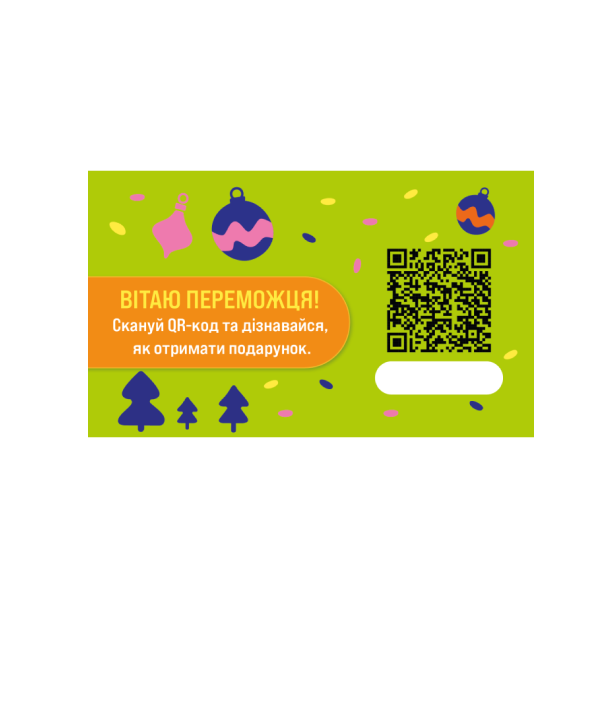 ВІТАЮ ПЕРЕМОЖЦЯ!
Скануй QR-код та дізнавайся,
як отримати подарунок.